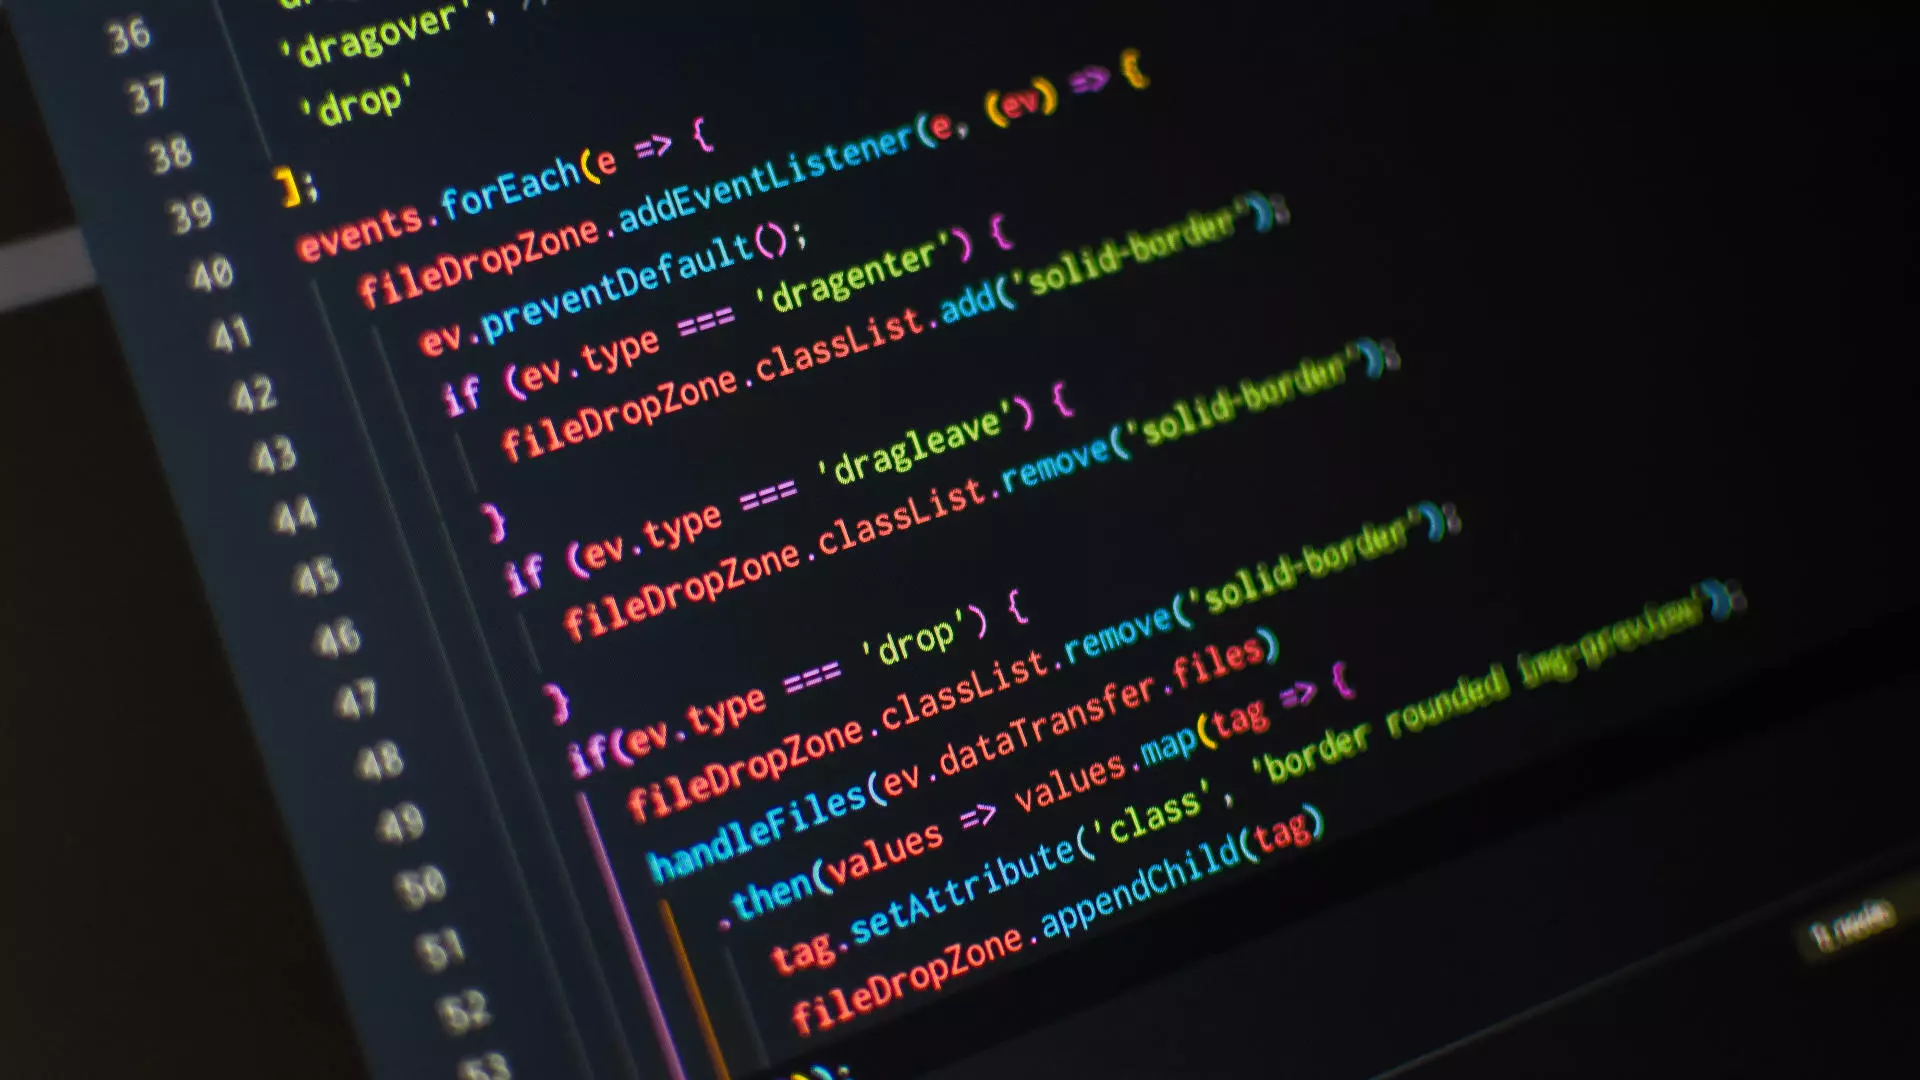 36
37
38
39
40
41
42
43
44
45
46
47
48
49
50
51
52
53
'dragover',
'drop'
];
events.forEach(e => {
fileDropZone.addEventListener(e, (ev) => {
ev.preventDefault();
if (ev.type === 'dragenter') {
fileDropZone.classList.add('solid-border');
}
if (ev.type === 'dragleave') {
fileDropZone.classList.remove('solid-border');
}
if(ev.type === 'drop') {
fileDropZone.classList.remove('solid-border');
handleFiles(ev.dataTransfer.files)
.then(values => values.map(tag => {
tag.setAttribute('class', 'border rounded img-preview');
fileDropZone.appendChild(tag)